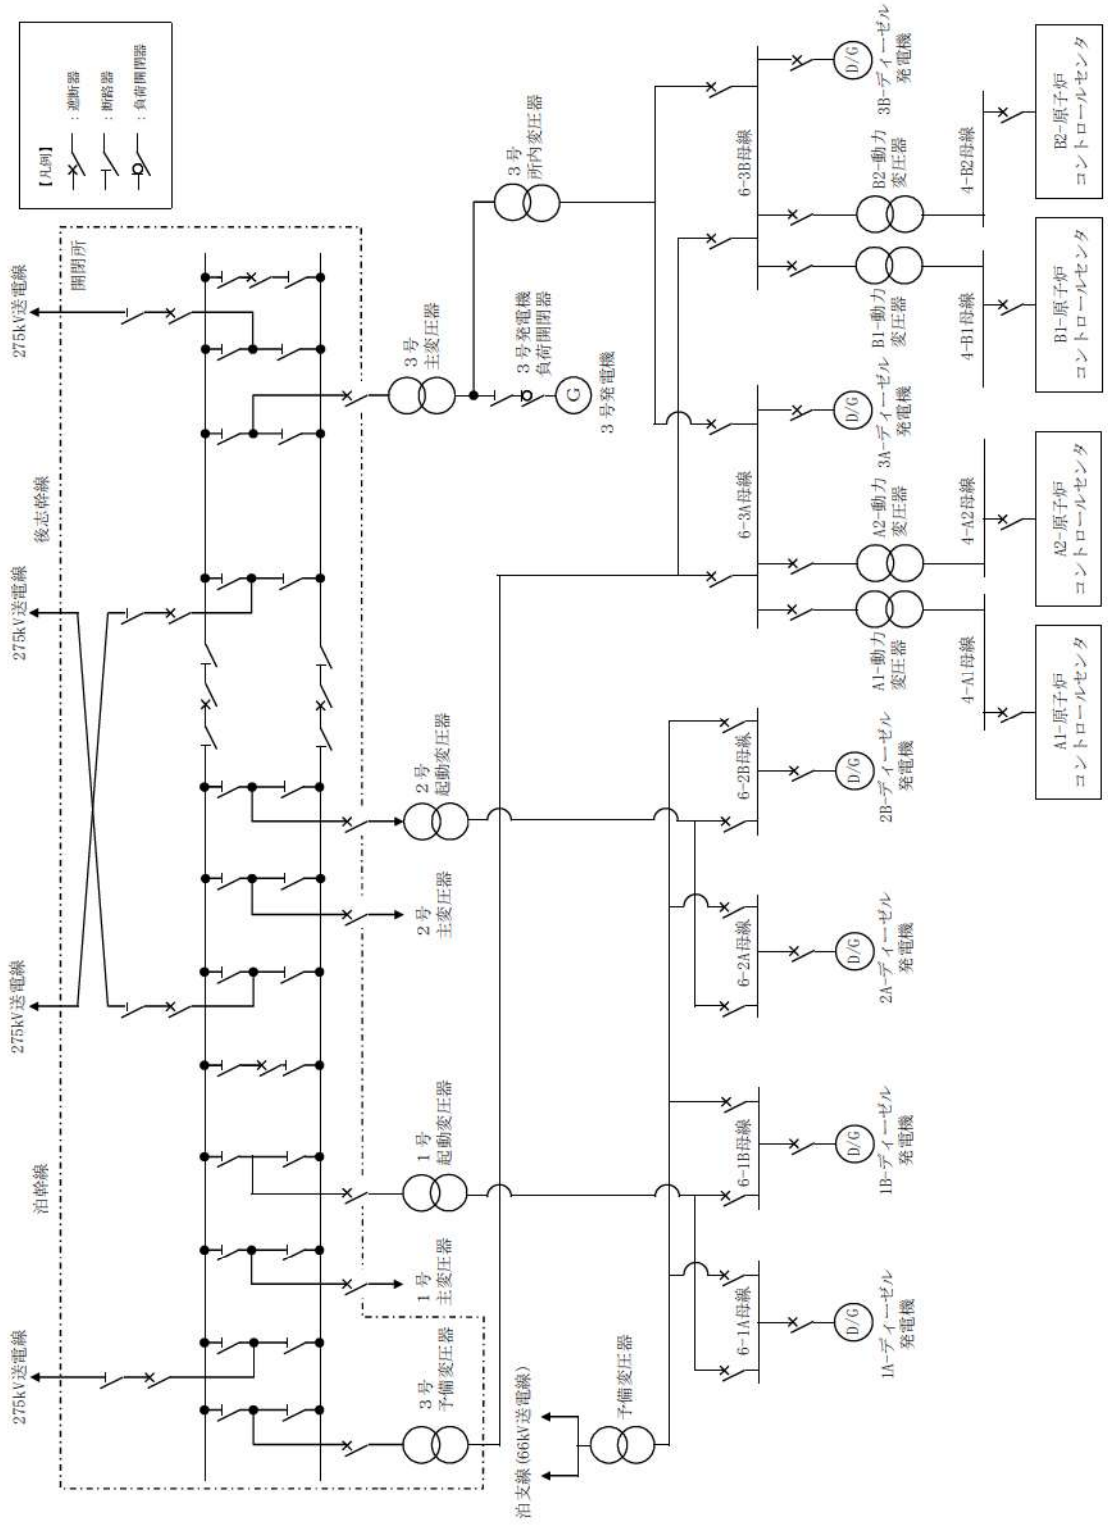 【凡例】
：遮断器
：断路器
：負荷開閉器
275kV送電線
275kV送電線
275kV送電線
275kV送電線
泊幹線
後志幹線
開閉所
3号
予備変圧器
1号
主変圧器
1号
起動変圧器
2号
主変圧器
2号
起動変圧器
3号
主変圧器
3号発電機
負荷開閉器
G
3号発電機
3号
所内変圧器
泊支線(66kV送電線)
予備変圧器
6-1A母線
6-1B母線
6-2A母線
6-2B母線
6-3A母線
6-3B母線
D/G
1A-ディーゼル
発電機
D/G
1B-ディーゼル
発電機
D/G
2A-ディーゼル
発電機
D/G
2B-ディーゼル
発電機
D/G
3A-ディーゼル
発電機
D/G
3B-ディーゼル
発電機
A1-動力
変圧器
A2-動力
変圧器
B1-動力
変圧器
B2-動力
変圧器
4-A1母線
4-A2母線
4-B1母線
4-B2母線
A1-原子炉
コントロールセンタ
A2-原子炉
コントロールセンタ
B1-原子炉
コントロールセンタ
B2-原子炉
コントロールセンタ